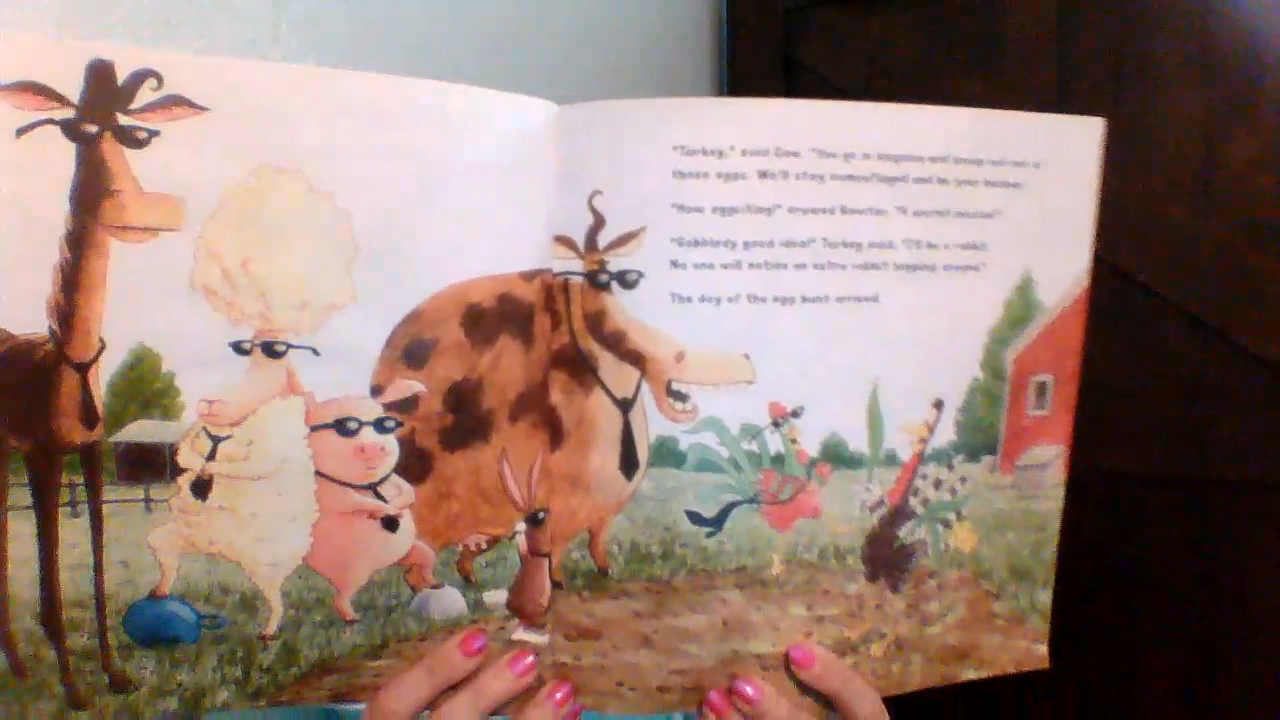 "Turkey," said Cow. "You go in disguise and
those eggs. We'll stay camouflaged and be your
"How eggciting!" crowed Rooster. "A secret mission!"
"Gobbledy good idea!" Turkey said. "I'll be a rabbit.
No one will notice an extra rabbit hopping around."
The day of the egg hunt arrived.